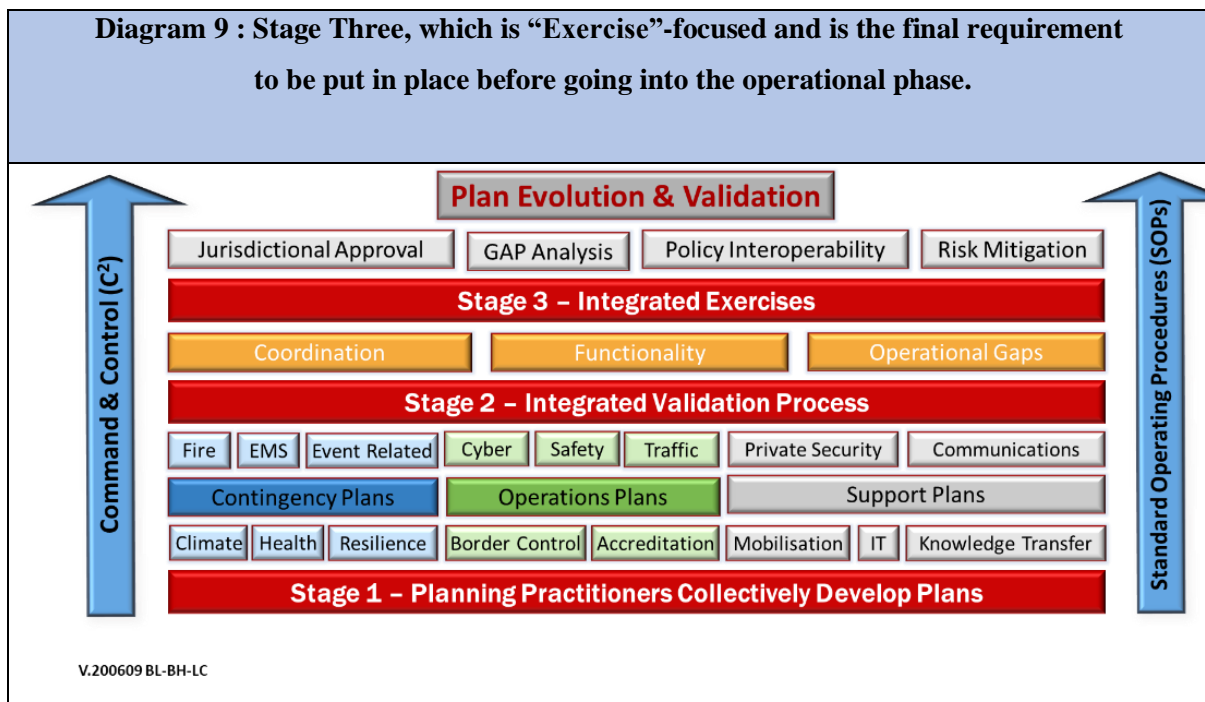 Diagram 9 : Stage Three, which is “Exercise”-focused and is the final requirement
to be put in place before going into the operational phase.
Plan Evolution & Validation
Jurisdictional Approval GAP Analysis Policy Interoperability Risk Mitigation
Stage 3 – Integrated Exercises
Coordination Functionality Operational Gaps
Stage 2 – Integrated Validation Process
Fire EMS Event Related Cyber Safety Traffic Private Security Communications
Contingency Plans Operations Plans Support Plans
Climate Health Resilience Border Control Accreditation Mobilisation IT Knowledge Transfer
Stage 1 – Planning Practitioners Collectively Develop Plans
Command & Control (C²)
Standard Operating Procedures (SOPs)
V.200609 BL-BH-LC